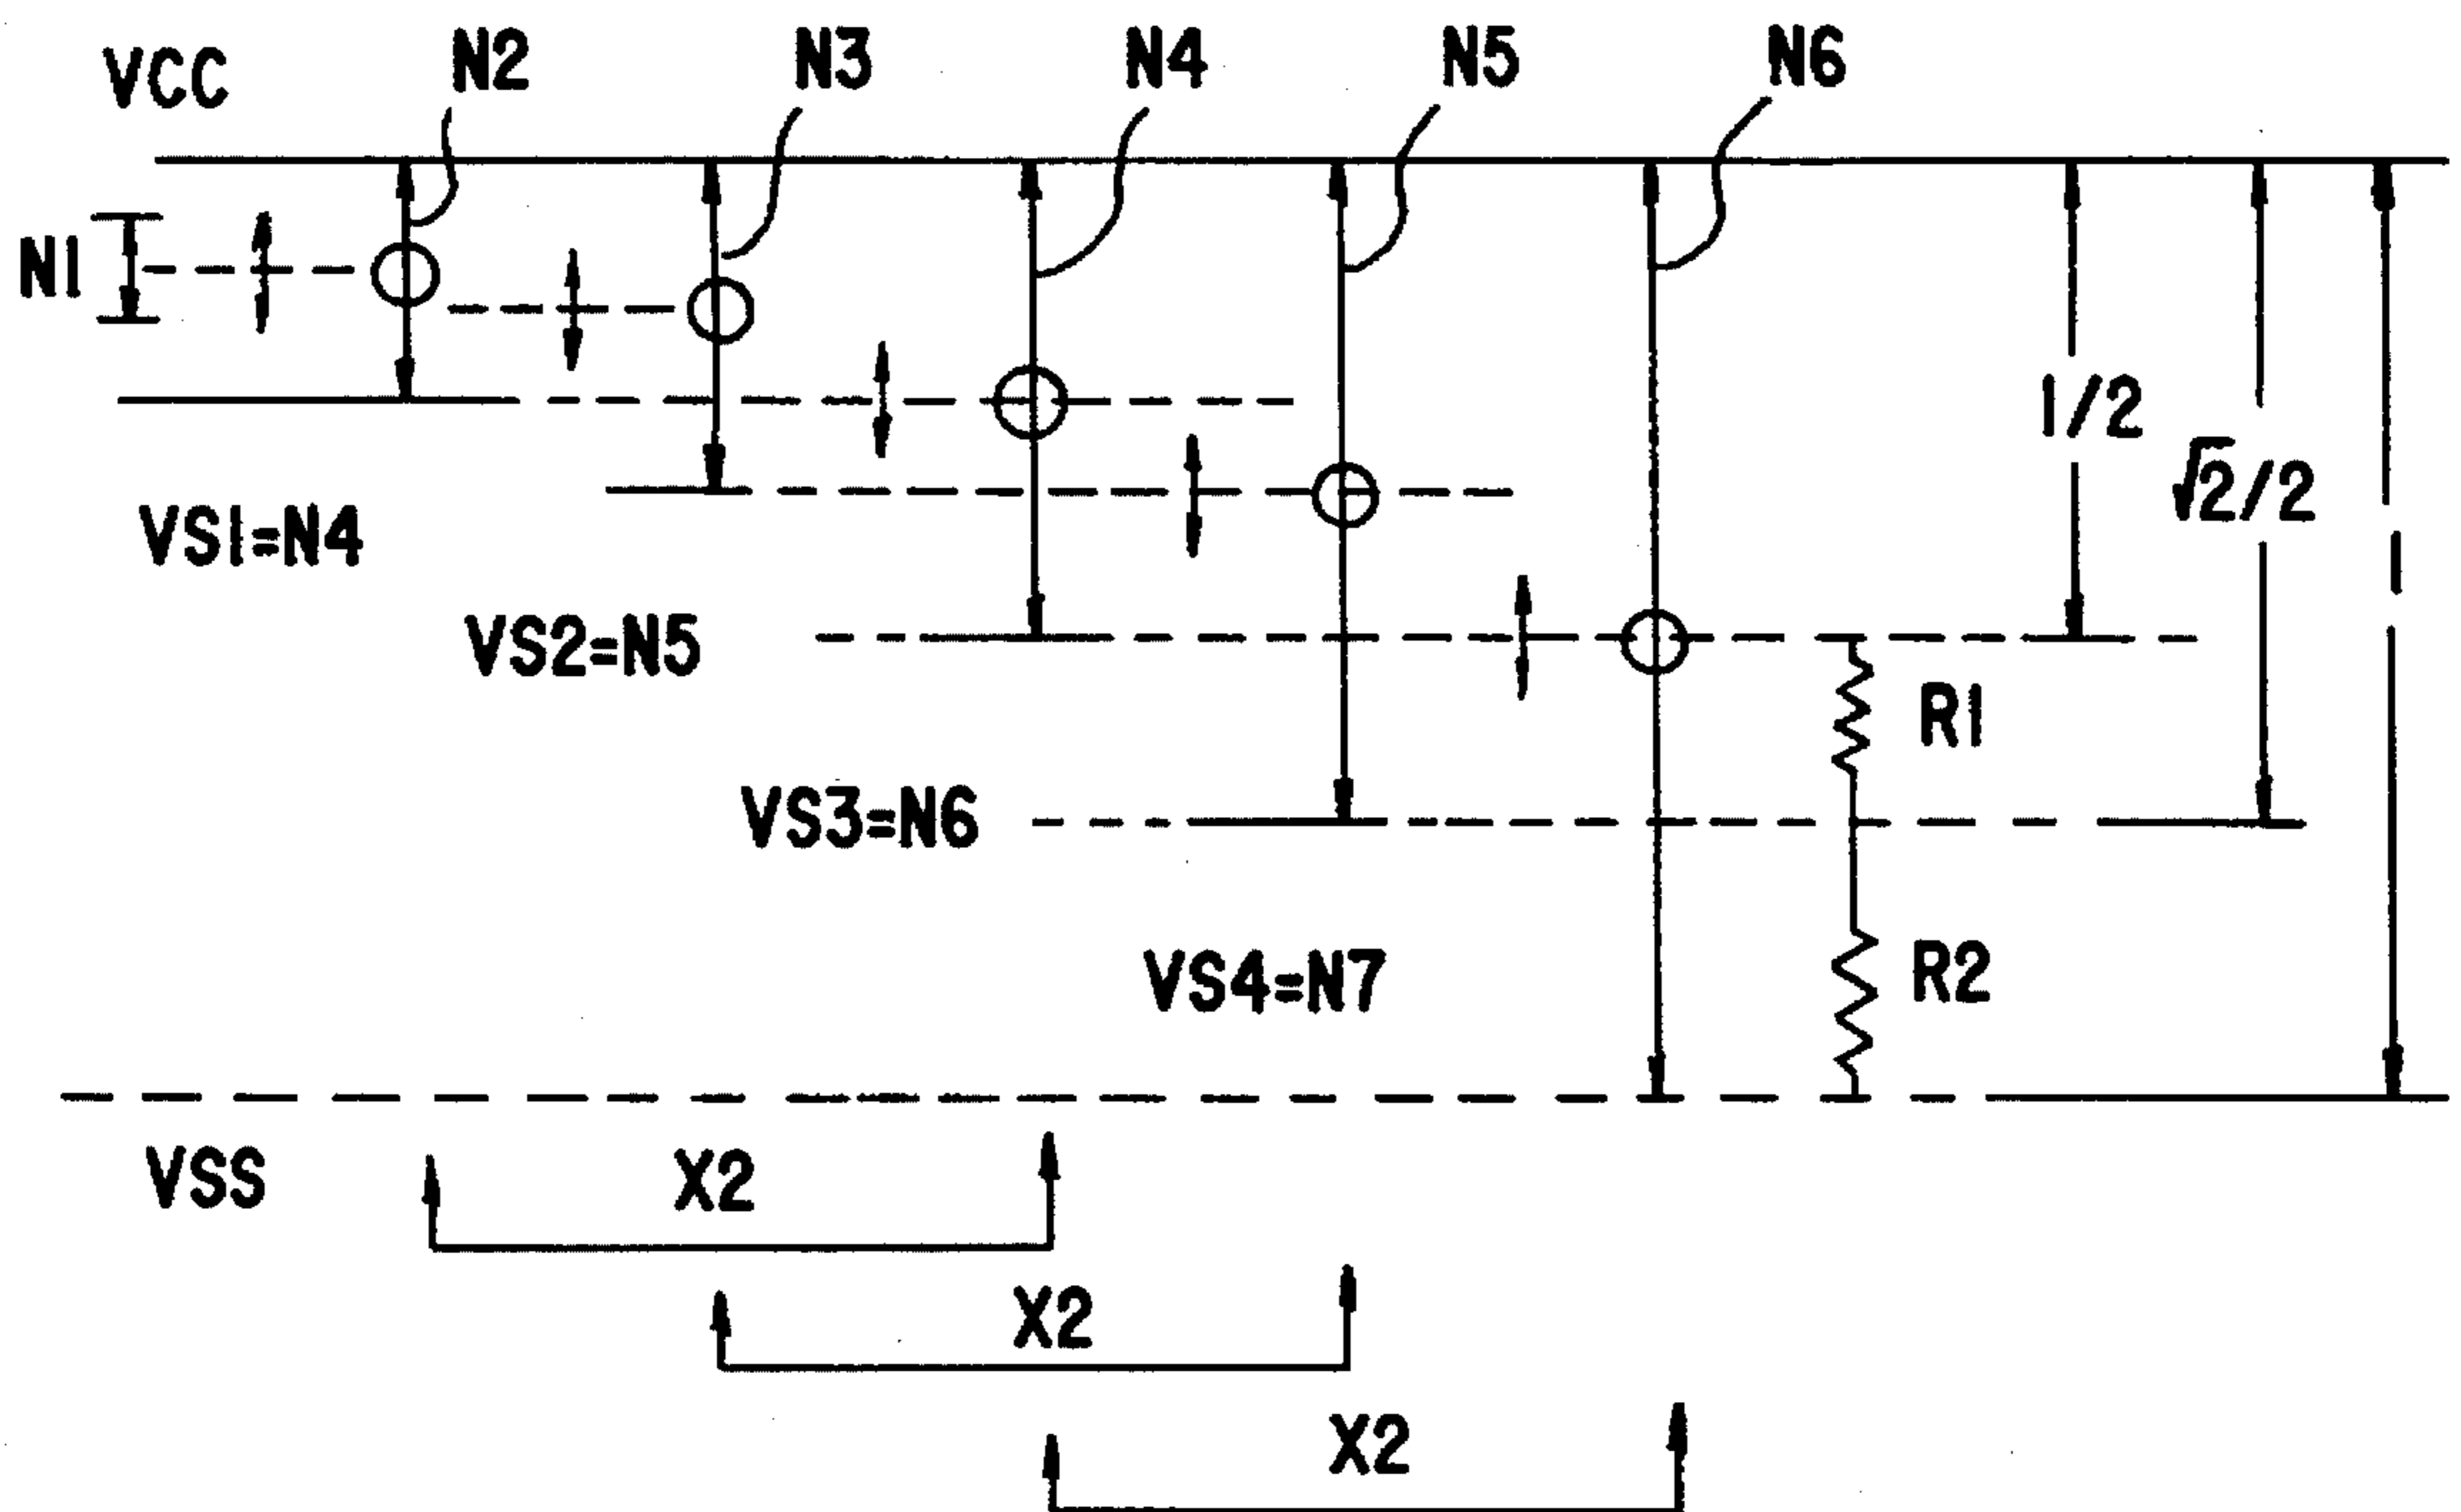 VCC
N2
N3
N4
N5
N6
N1
1/2
√2/2
VS1=N4
1
VS2=N5
R1
VS3=N6
R2
VS4=N7
VSS
X2
X2
X2